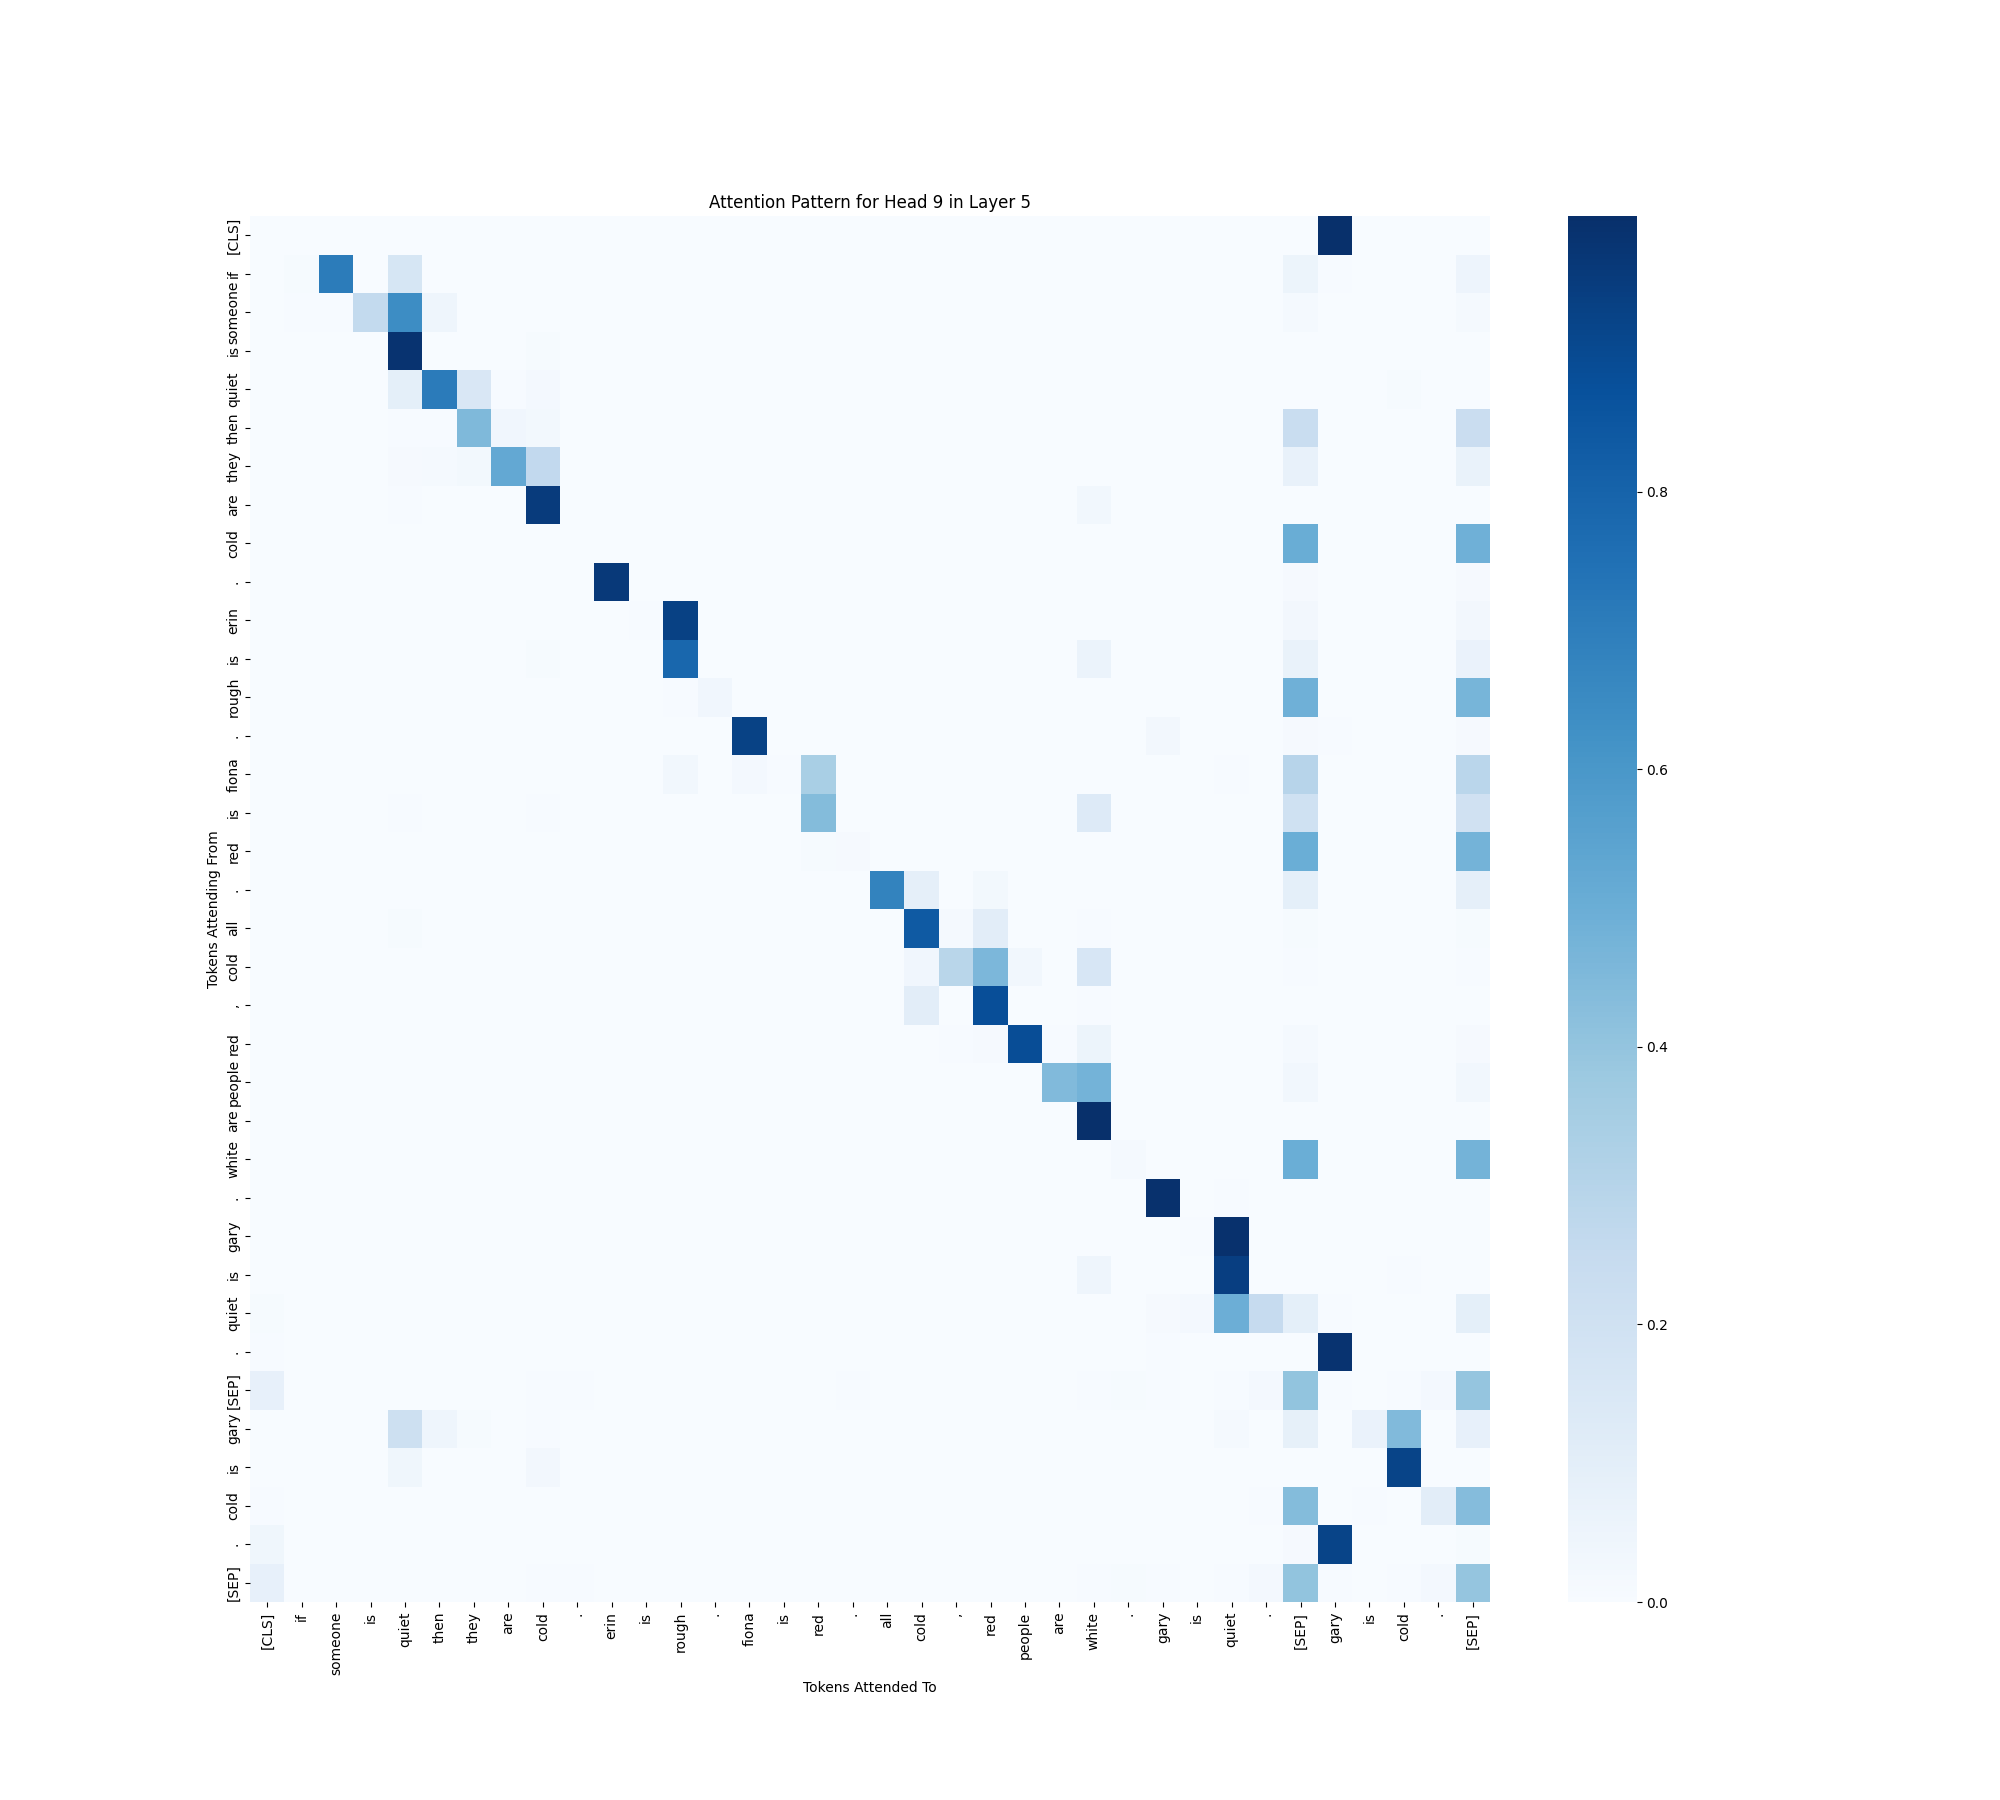 Attention Pattern for Head 9 in Layer 5
Tokens Attending From
[CLS]
if
someone
is
quiet
then
they
are
cold
.
erin
is
rough
.
fiona
is
red
.
all
cold
,
red
people
are
white
.
gary
is
quiet
.
[SEP]
gary
is
cold
.
[SEP]
[CLS] if someone is quiet then they are cold . erin is rough . fiona is red . all cold , red people are white . gary is quiet . [SEP] gary is cold . [SEP]
Tokens Attended To
0.8
0.6
0.4
0.2
0.0